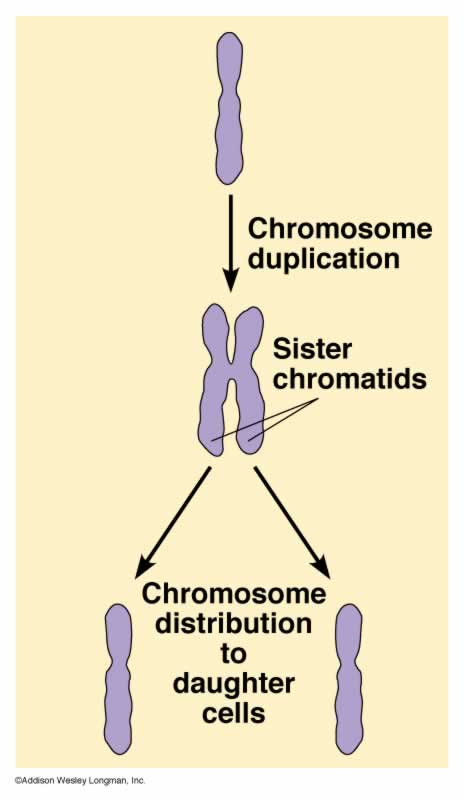 Chromosome
duplication
Sister
chromatids
Chromosome
distribution
to
daughter
cells
©Addison Wesley Longman, Inc.